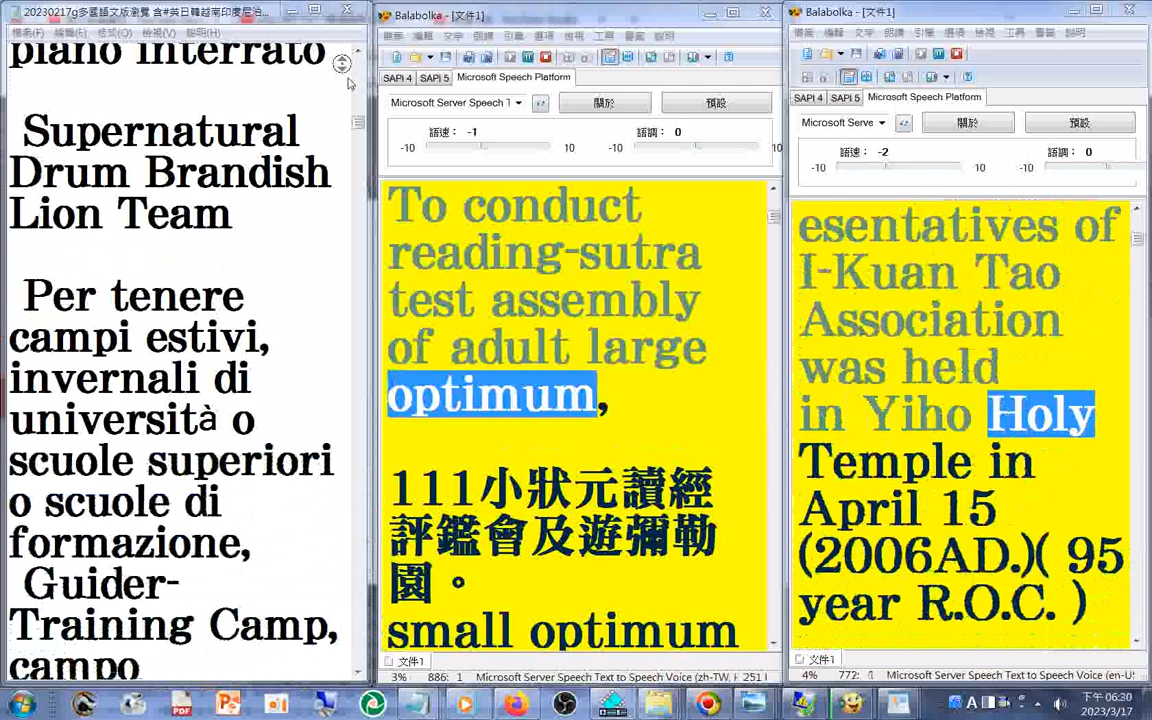 20230217g多國語文版瀏覽 含#英日韓越南印度尼泊...
檔案(F) 編輯(E) 格式(O) 檢視(V) 說明(H)
piano interrato
Supernatural
Drum Brandish
Lion Team
Per tenere
campi estivi,
invernali di
università o
scuole superiori
o scuole di
formazione,
Guider-
Training Camp,
campo
Balabolka - [文件1]
SAPI 4 SAPI 5 Microsoft Speech Platform
Microsoft Server Speech T
關於
預設
語速: -1
語調: 0
-10 10 -10 10
To conduct
reading-sutra
test assembly
of adult large
optimum,
111小狀元讀經
評鑑會及遊彌勒
園。
small optimum
文件1
3% 886: 1 Microsoft Server Speech Text to Speech Voice (zh-TW, 251
Balabolka - [文件1]
SAPI 4 SAPI 5 Microsoft Speech Platform
Microsoft Serve
關於
預設
語速: -2
語調: 0
-10 10 -10
esentatives of
I-Kuan Tao
Association
was held
in Yiho Holy
Temple in
April 15
(2006AD.)( 95
year R.O.C. )
文件1
4% 772: 1 Microsoft Server Speech Text to Speech Voice (en-U
下午 06:30
2023/3/17